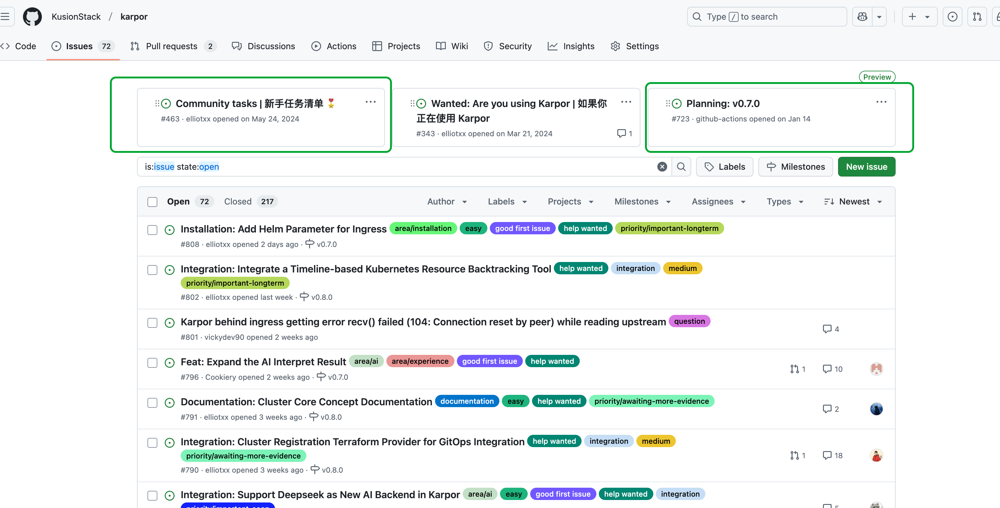 KusionStack / karpor
Type / to search
Code
Issues 72
Pull requests 2
Discussions
Actions
Projects
Wiki
Security
Insights
Settings
Preview
Community tasks | 新手任务清单 🎖️
#463 · elliotxx opened on May 24, 2024
Wanted: Are you using Karpor | 如果你
正在使用 Karpor
#343 · elliotxx opened on Mar 21, 2024
1
Planning: v0.7.0
#723 · github-actions opened on Jan 14
is:issue state:open
Labels
Milestones
New issue
Open 72 Closed 217
Author
Labels
Projects
Milestones
Assignees
Types
Newest
Installation: Add Helm Parameter for Ingress area/installation easy good first issue help wanted priority/important-longterm
#808 · elliotxx opened 2 days ago · v0.7.0
Integration: Integrate a Timeline-based Kubernetes Resource Backtracking Tool help wanted integration medium
priority/important-longterm
#802 · elliotxx opened last week · v0.8.0
Karpor behind ingress getting error recv() failed (104: Connection reset by peer) while reading upstream question
4
#801 · vickydev90 opened 2 weeks ago
Feat: Expand the AI Interpret Result area/ai area/experience good first issue help wanted
1 10
#796 · Cookiery opened 2 weeks ago · v0.7.0
Documentation: Cluster Core Concept Documentation documentation easy help wanted priority/awaiting-more-evidence
2
#791 · elliotxx opened 3 weeks ago · v0.8.0
Integration: Cluster Registration Terraform Provider for GitOps Integration help wanted integration medium
priority/awaiting-more-evidence
1 18
#790 · elliotxx opened 3 weeks ago · v0.8.0
Integration: Support Deepseek as New AI Backend in Karpor area/ai easy good first issue help wanted integration